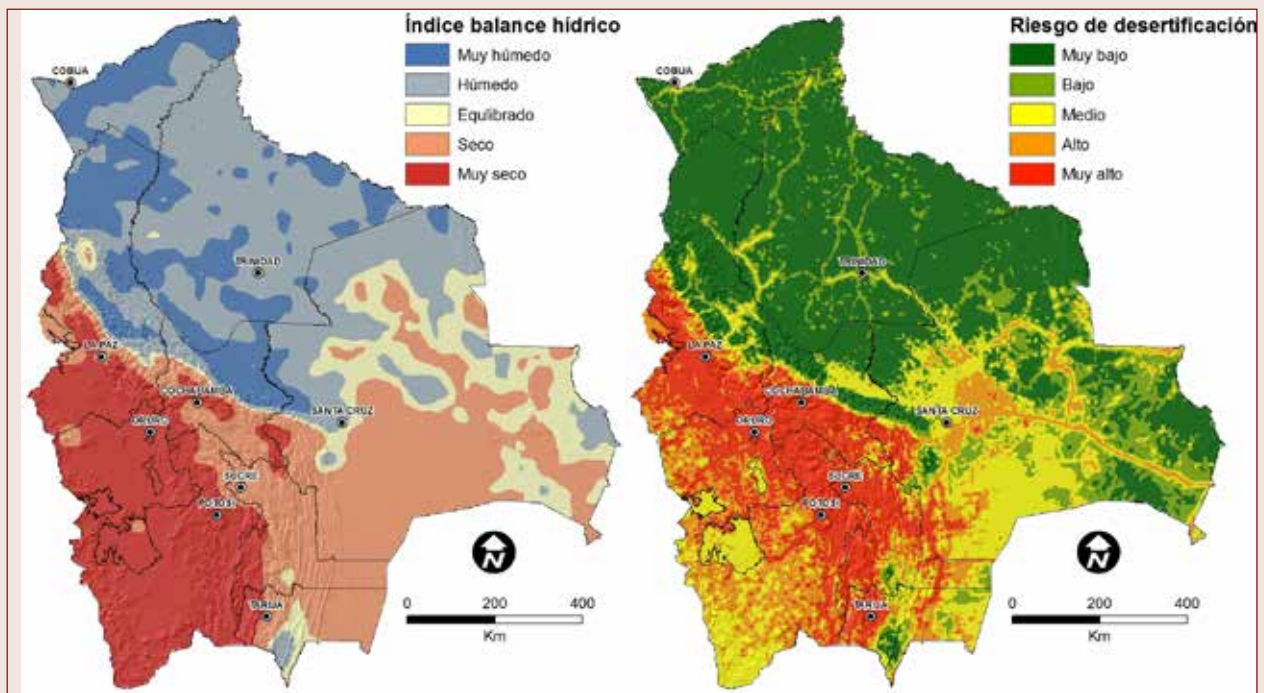 Índice balance hídrico
Muy húmedo
Húmedo
Equlibrado
Seco
Muy seco
COBIJA
TRINIDAD
LA PAZ
COCHABAMBA
ORURO
SANTA CRUZ
SUCRE
POTOSI
TARIJA
N
0 200 400
Km
Riesgo de desertificación
Muy bajo
Bajo
Medio
Alto
Muy alto
COBIJA
TRINIDAD
LA PAZ
COCHABAMBA
ORURO
SANTA CRUZ
SUCRE
POTOSI
TARIJA
N
0 200 400
Km